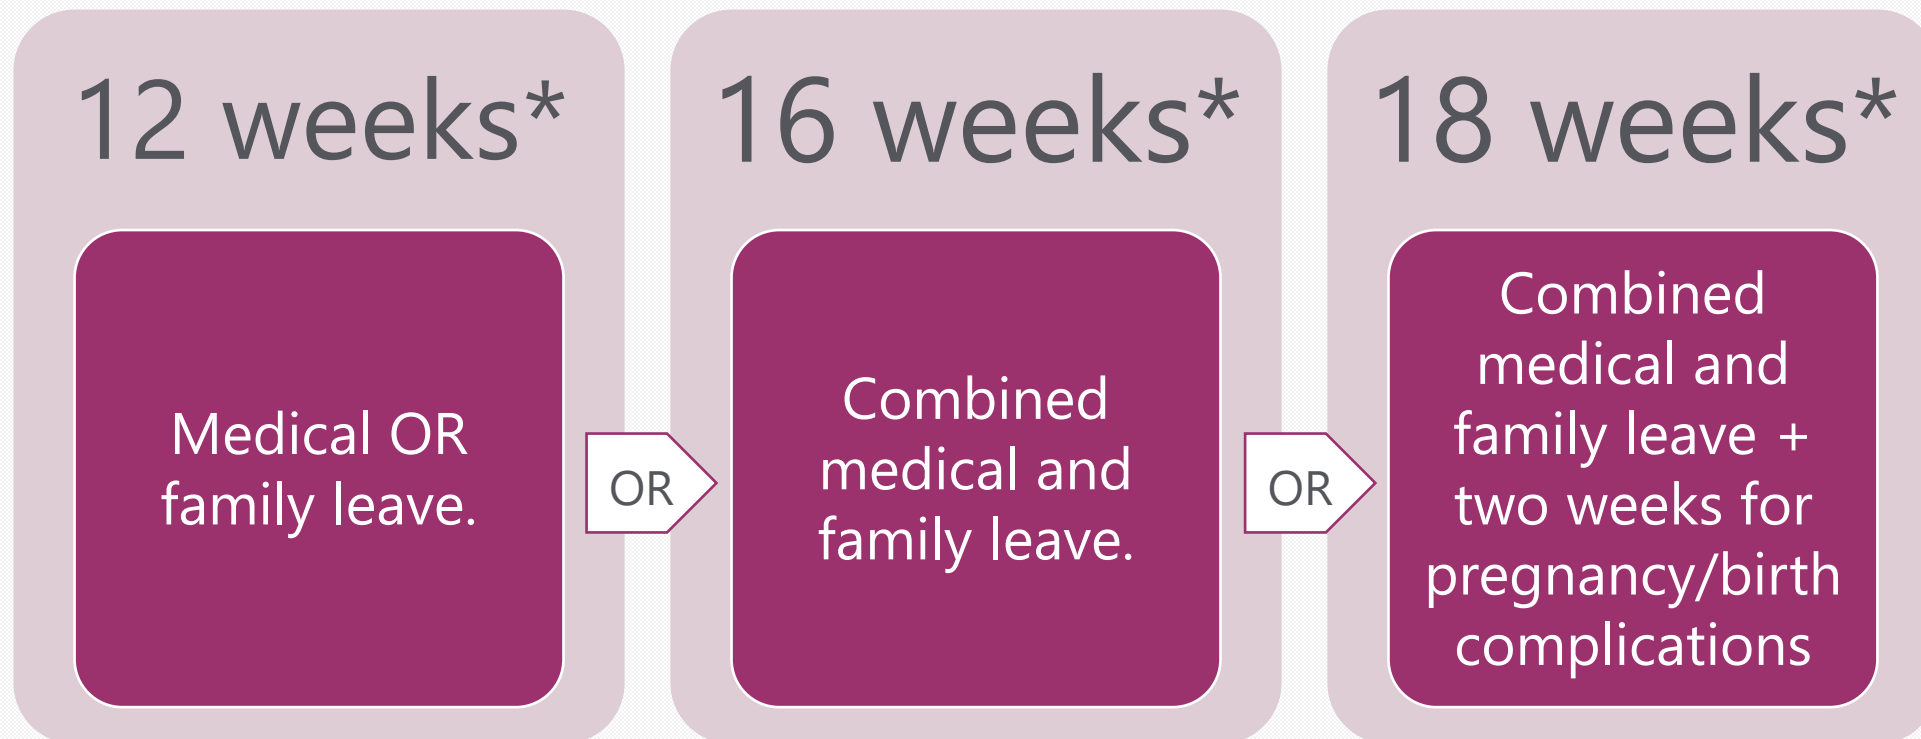 12 weeks*
Medical OR
family leave.
OR
16 weeks*
Combined
medical and
family leave.
OR
18 weeks*
Combined
medical and
family leave +
two weeks for
pregnancy/birth
complications